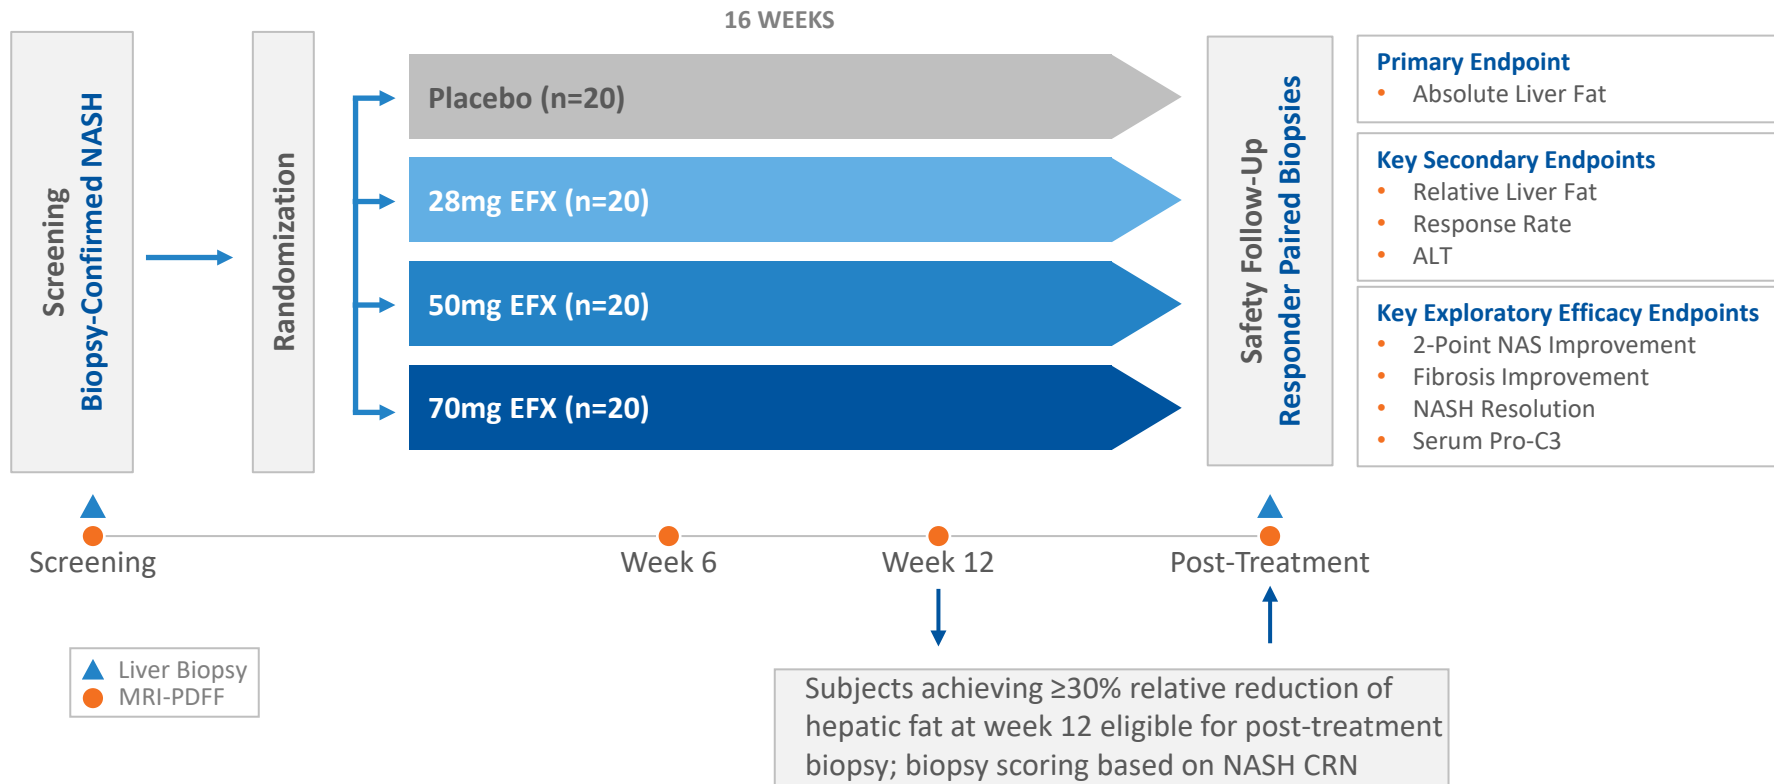 16 WEEKS
Screening
Biopsy-Confirmed NASH
Randomization
Placebo (n=20)
28mg EFX (n=20)
50mg EFX (n=20)
70mg EFX (n=20)
Safety Follow-Up
Responder Paired Biopsies
Primary Endpoint
• Absolute Liver Fat
Key Secondary Endpoints
• Relative Liver Fat
• Response Rate
• ALT
Key Exploratory Efficacy Endpoints
• 2-Point NAS Improvement
• Fibrosis Improvement
• NASH Resolution
• Serum Pro-C3
Screening
Week 6
Week 12
Post-Treatment
Liver Biopsy
MRI-PDFF
Subjects achieving ≥30% relative reduction of
hepatic fat at week 12 eligible for post-treatment
biopsy; biopsy scoring based on NASH CRN